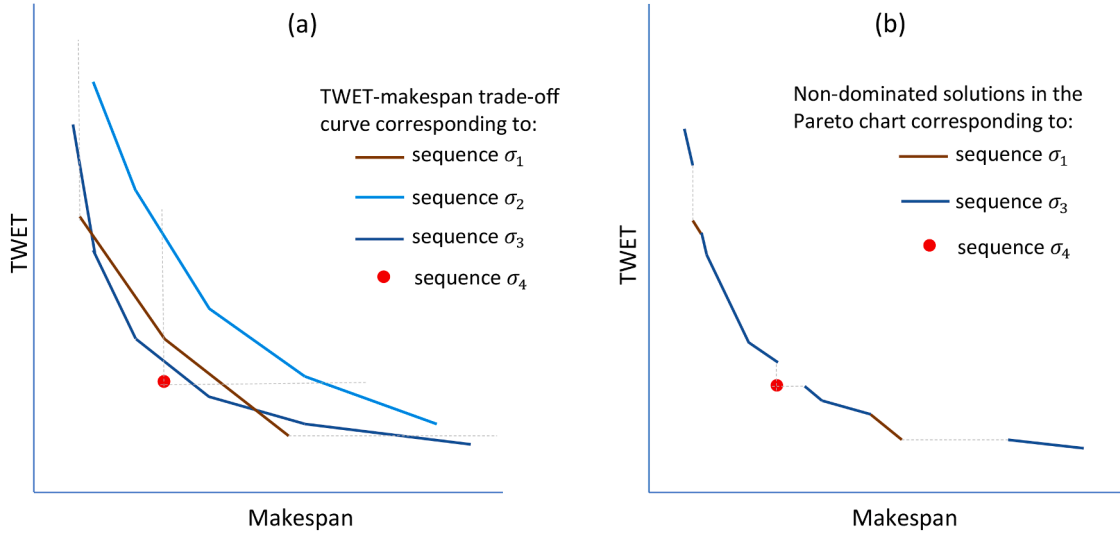 (a)
TWET-makespan trade-off
curve corresponding to:
sequence σ₁
sequence σ₂
sequence σ₃
sequence σ₄
TWET
Makespan
(b)
Non-dominated solutions in the
Pareto chart corresponding to:
sequence σ₁
sequence σ₃
sequence σ₄
TWET
Makespan